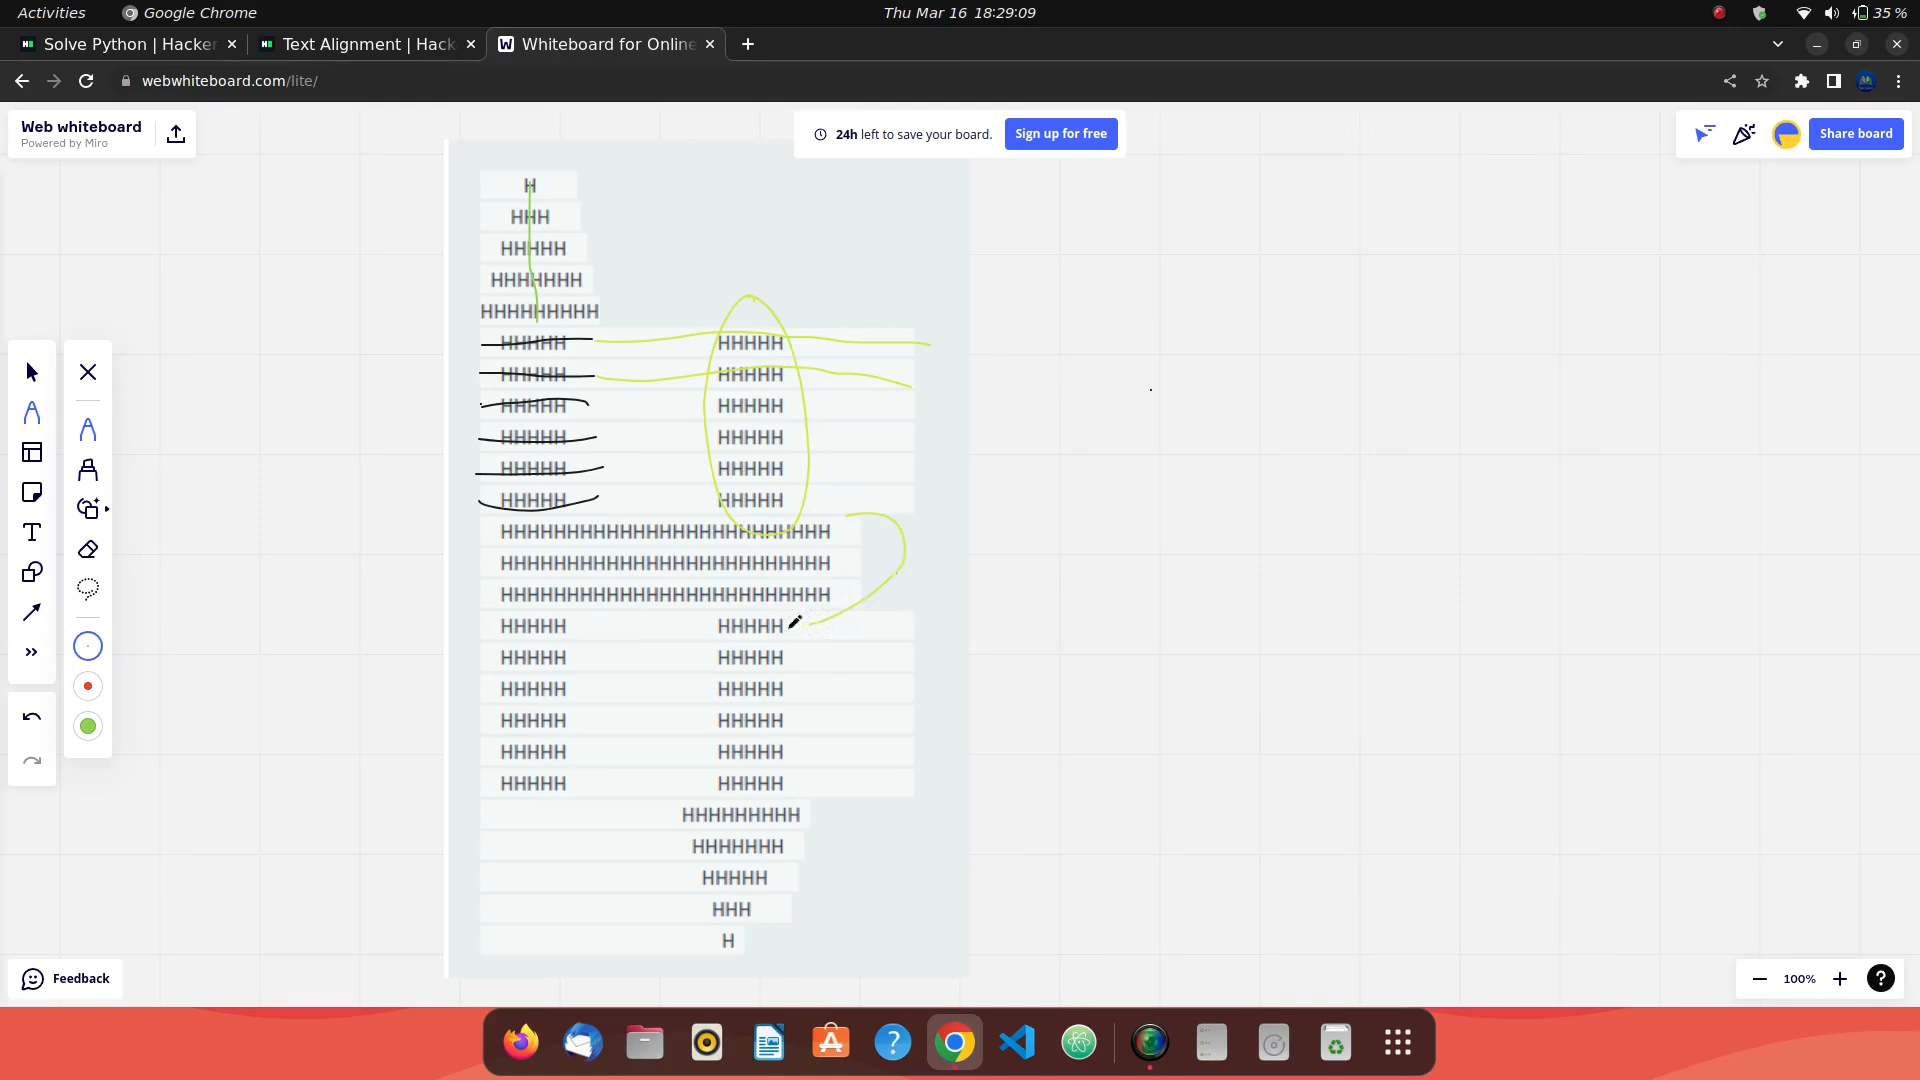 Activities Google Chrome Thu Mar 16 18:29:09 35 %
Solve Python | Hacker Text Alignment | Hack Whiteboard for Online
webwhiteboard.com/lite/
Web whiteboard
Powered by Miro
24h left to save your board. Sign up for free
Share board
H
HHH
HHHHH
HHHHHHH
HHHHHHHHH
HHHHH HHHHH
HHHHH HHHHH
HHHHH HHHHH
HHHHH HHHHH
HHHHH HHHHH
HHHHH HHHHH
HHHHHHHHHHHHHHHHHHHHHHHHH
HHHHHHHHHHHHHHHHHHHHHHHHH
HHHHHHHHHHHHHHHHHHHHHHHHH
HHHHH HHHHH
HHHHH HHHHH
HHHHH HHHHH
HHHHH HHHHH
HHHHH HHHHH
HHHHH HHHHH
HHHHHHHHH
HHHHHHH
HHHHH
HHH
H
Feedback
100%